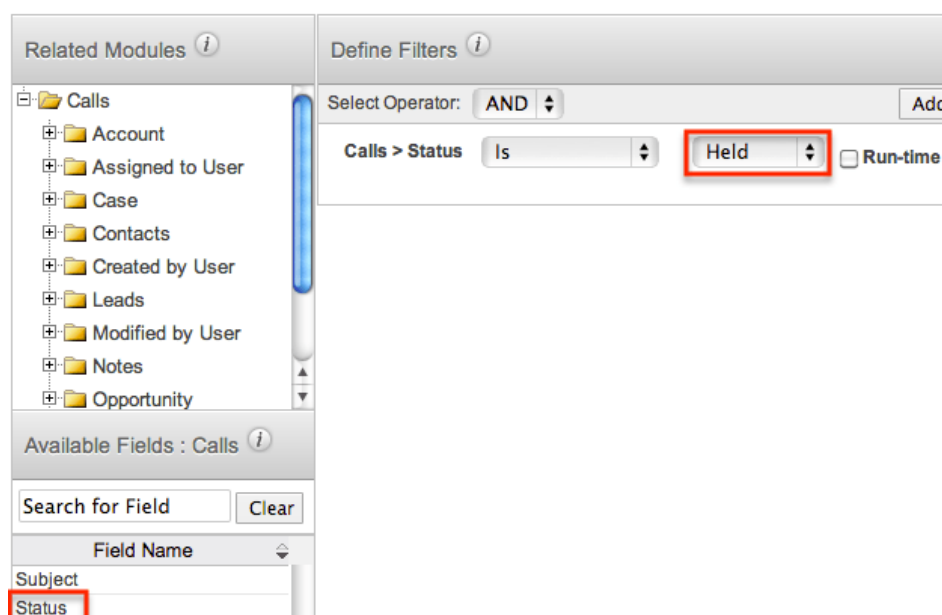 Related Modules i
Calls
Account
Assigned to User
Case
Contacts
Created by User
Leads
Modified by User
Notes
Opportunity
Available Fields : Calls i
Search for Field Clear
Field Name
Subject
Status
Define Filters i
Select Operator: AND Add
Calls > Status Is Held Run-time